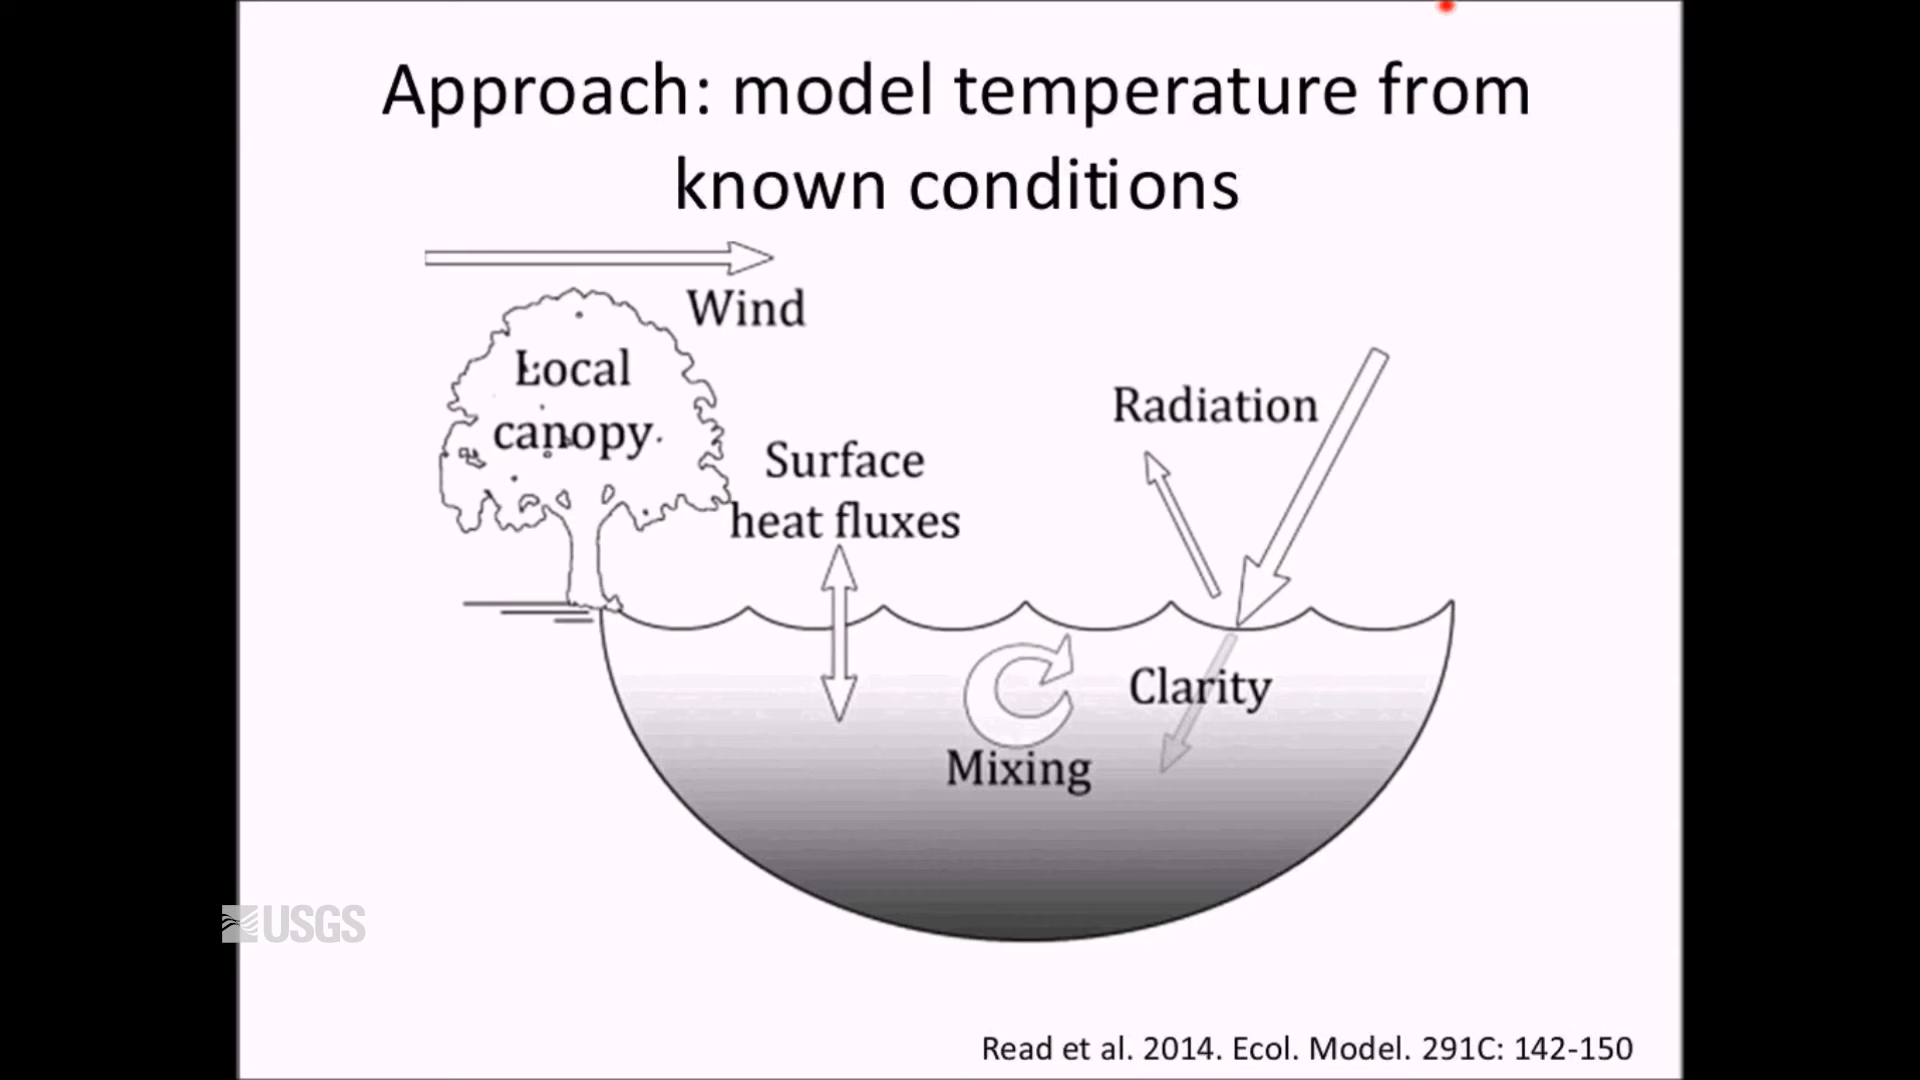 Approach: model temperature from
known conditions
Wind
Local
canopy
Radiation
Surface
heat fluxes
Clarity
Mixing
USGS
Read et al. 2014. Ecol. Model. 291C: 142-150